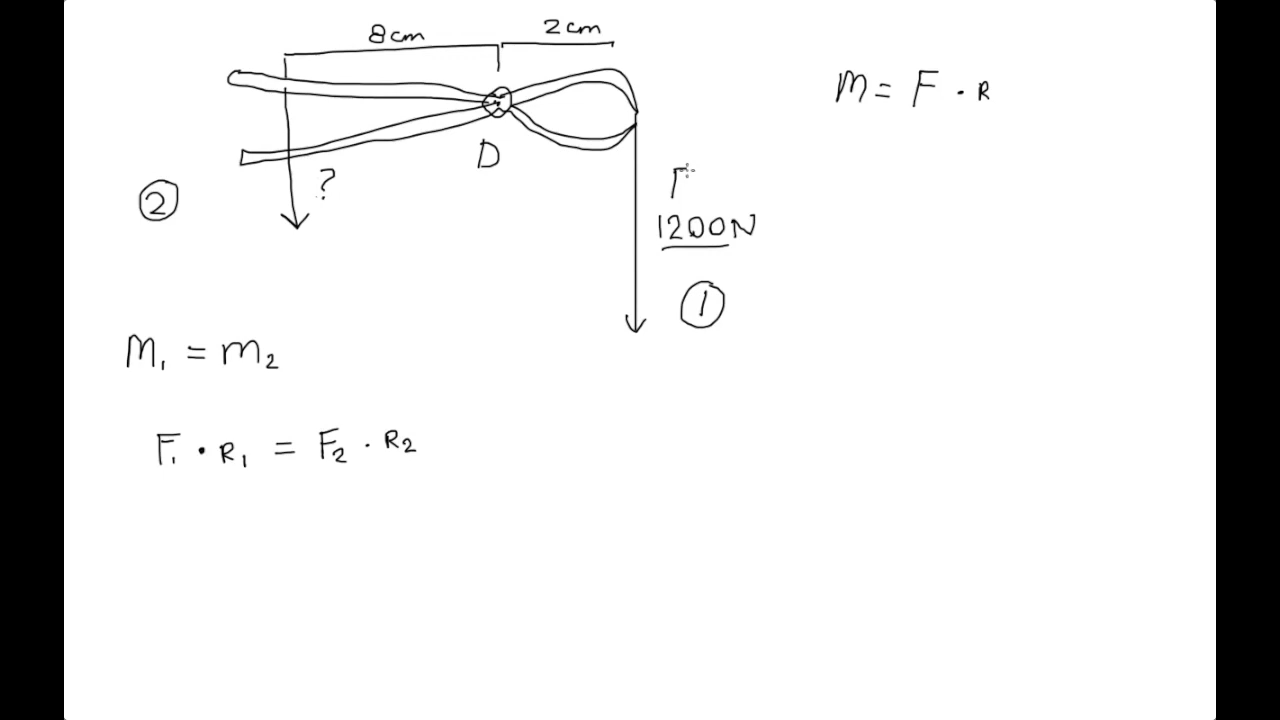 8cm 2cm
M = F · R
D
?
F
②
1200N
①
M₁ = M₂
F₁ · R₁ = F₂ · R₂